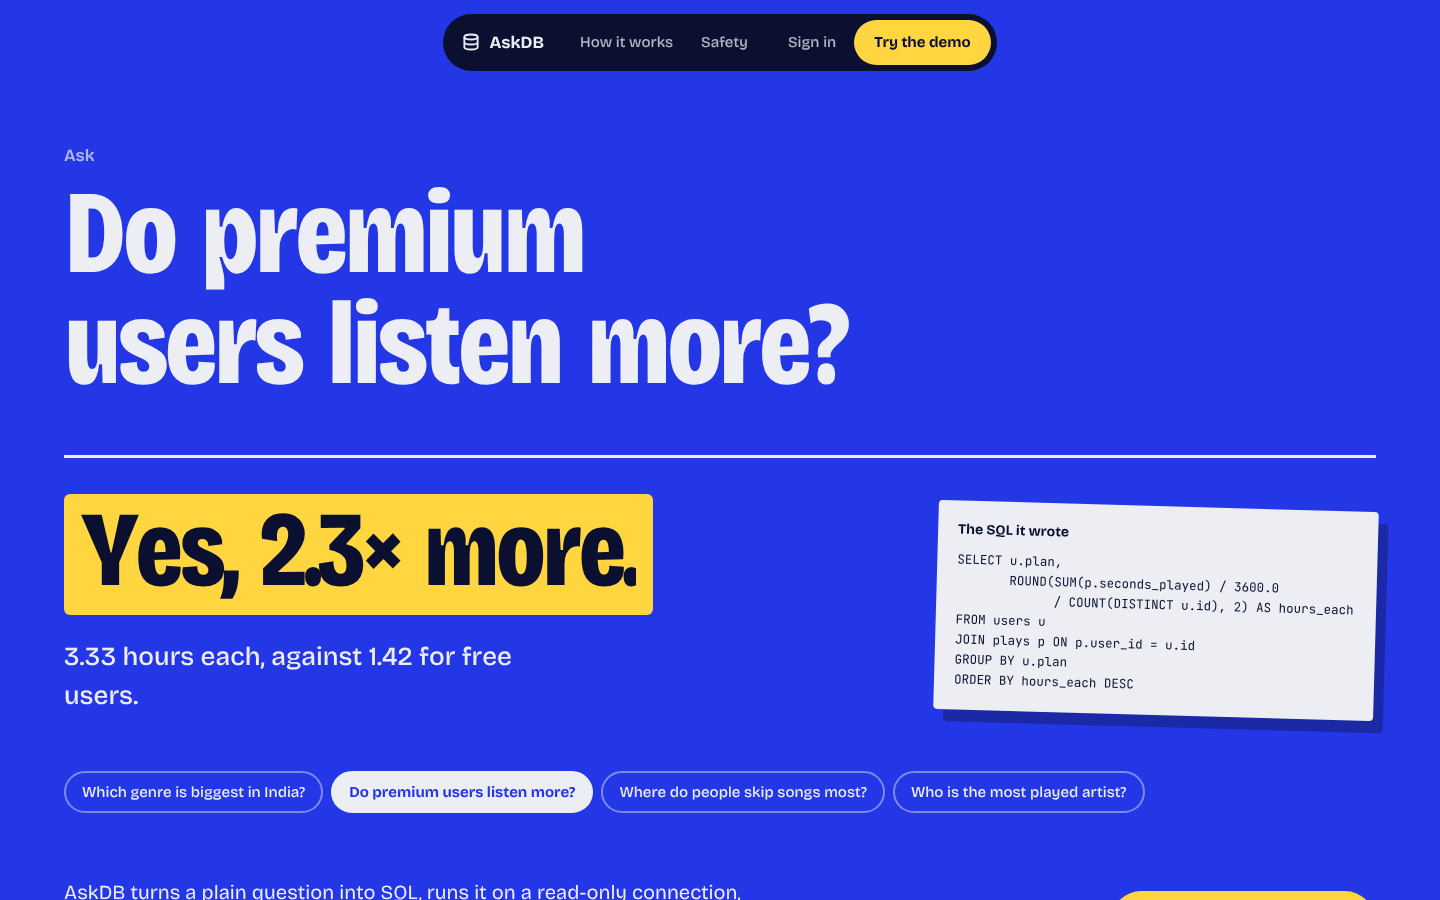 AskDB
How it works
Safety
Sign in
Try the demo
Ask
Do premium
users listen more?
Yes, 2.3× more.
3.33 hours each, against 1.42 for free
users.
The SQL it wrote
SELECT u.plan,
ROUND(SUM(p.seconds_played) / 3600.0
/ COUNT(DISTINCT u.id), 2) AS hours_each
FROM users u
JOIN plays p ON p.user_id = u.id
GROUP BY u.plan
ORDER BY hours_each DESC
Which genre is biggest in India?
Do premium users listen more?
Where do people skip songs most?
Who is the most played artist?
AskDB turns a plain question into SQL, runs it on a read-only connection,